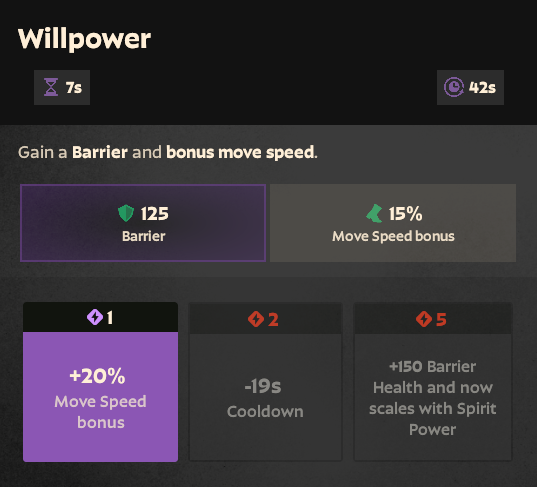 Willpower
7s
42s
Gain a Barrier and bonus move speed.
125
Barrier
15%
Move Speed bonus
1
+20%
Move Speed
bonus
2
-19s
Cooldown
5
+150 Barrier
Health and now
scales with Spirit
Power